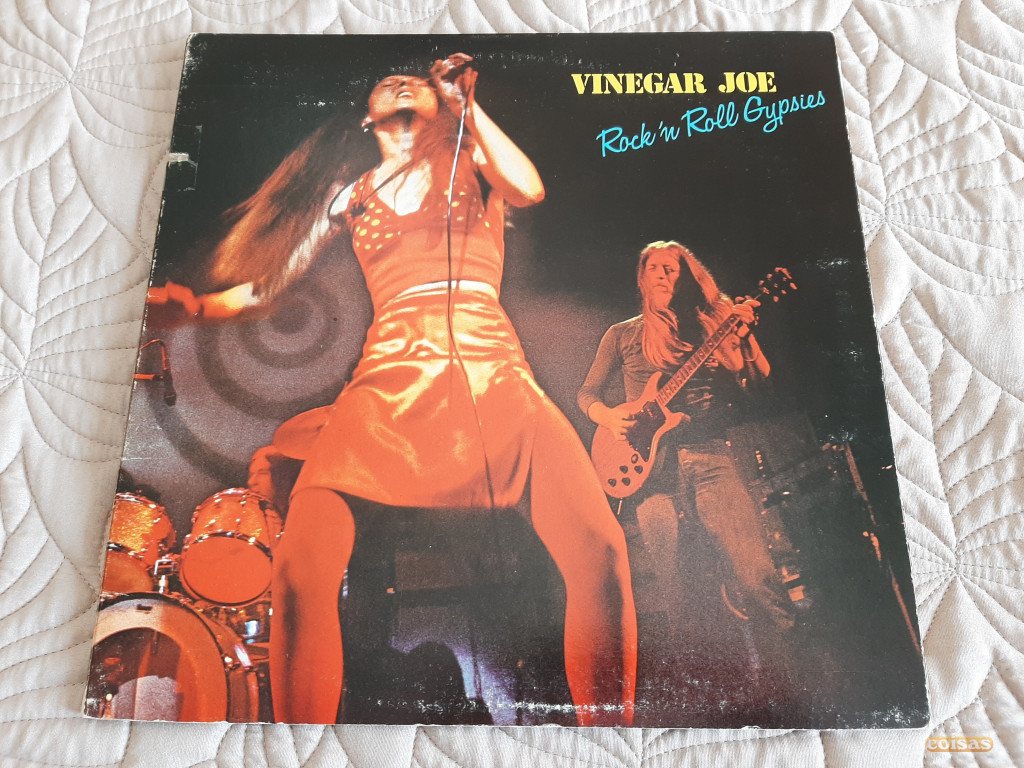 VINEGAR JOE
Rock 'n Roll Gypsies
coisas